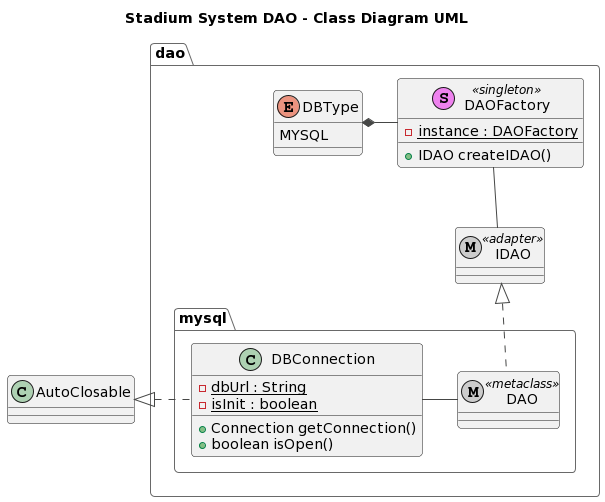 Stadium System DAO - Class Diagram UML
dao
E DBType
MYSQL
S «singleton»
DAOFactory
instance : DAOFactory
IDAO createIDAO()
M «adapter»
IDAO
mysql
C DBConnection
dbUrl : String
isInit : boolean
Connection getConnection()
boolean isOpen()
M «metaclass»
DAO
C AutoClosable